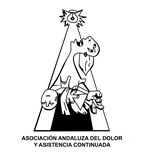 ASOCIACIÓN ANDALUZA DEL DOLOR
Y ASISTENCIA CONTINUADA